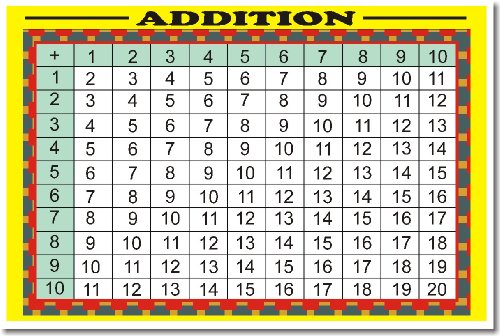 ADDITION
+ 1 2 3 4 5 6 7 8 9 10
1 2 3 4 5 6 7 8 9 10 11
2 3 4 5 6 7 8 9 10 11 12
3 4 5 6 7 8 9 10 11 12 13
4 5 6 7 8 9 10 11 12 13 14
5 6 7 8 9 10 11 12 13 14 15
6 7 8 9 10 11 12 13 14 15 16
7 8 9 10 11 12 13 14 15 16 17
8 9 10 11 12 13 14 15 16 17 18
9 10 11 12 13 14 15 16 17 18 19
10 11 12 13 14 15 16 17 18 19 20